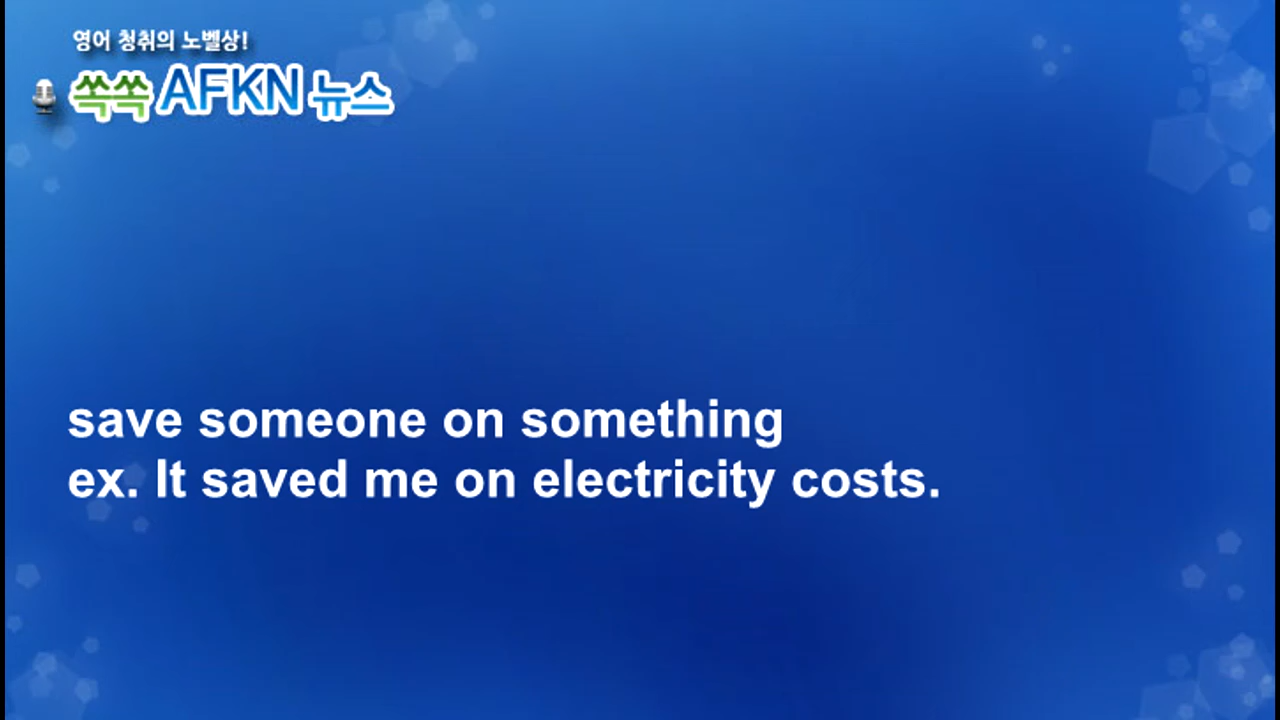 영어 청취의 노벨상!
쏙쏙 AFKN 뉴스
save someone on something
ex. It saved me on electricity costs.